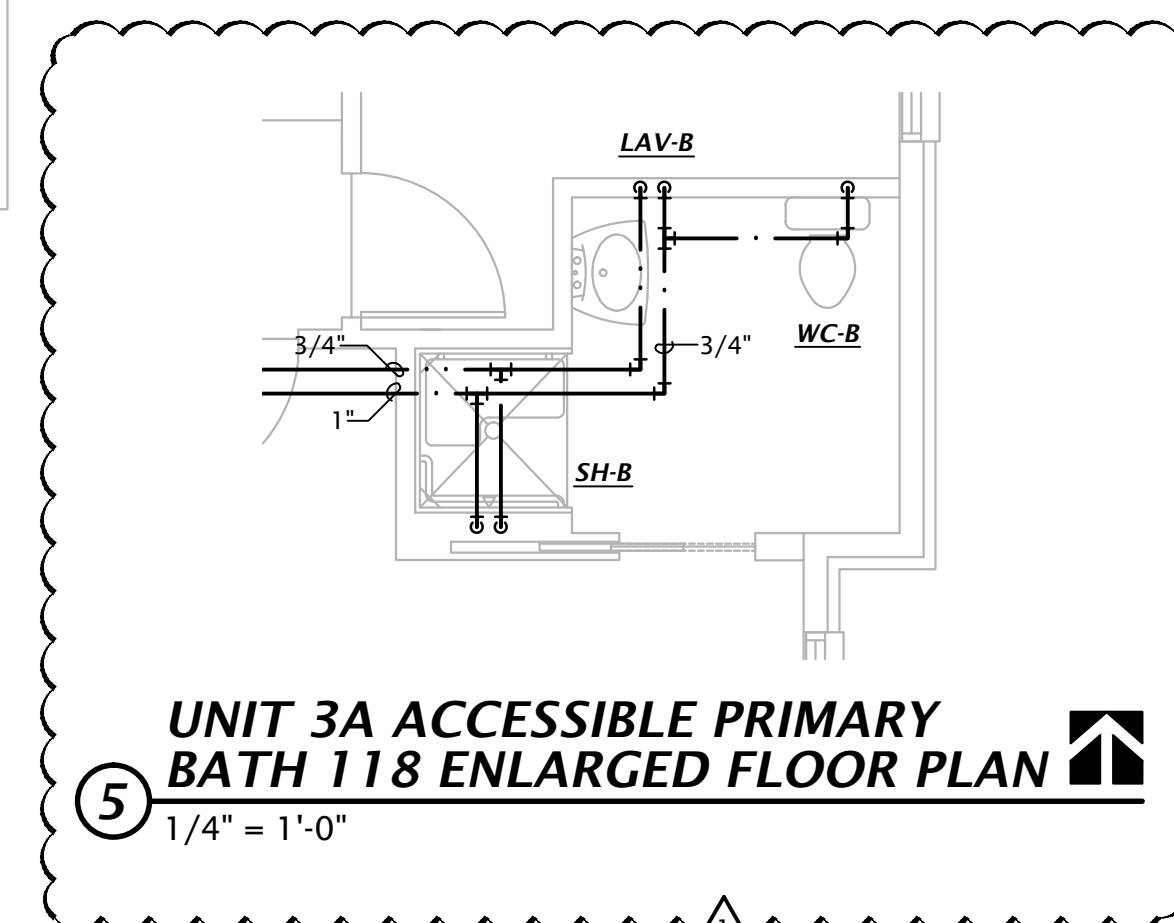 LAV-B
WC-B
3/4"
3/4"
1"
SH-B
UNIT 3A ACCESSIBLE PRIMARY
BATH 118 ENLARGED FLOOR PLAN
5
1/4" = 1'-0"